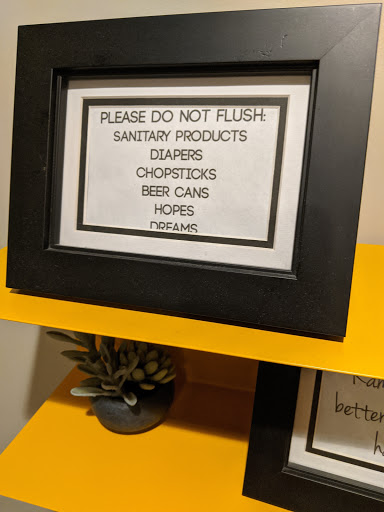 PLEASE DO NOT FLUSH:
SANITARY PRODUCTS
DIAPERS
CHOPSTICKS
BEER CANS
HOPES
DREAMS
better